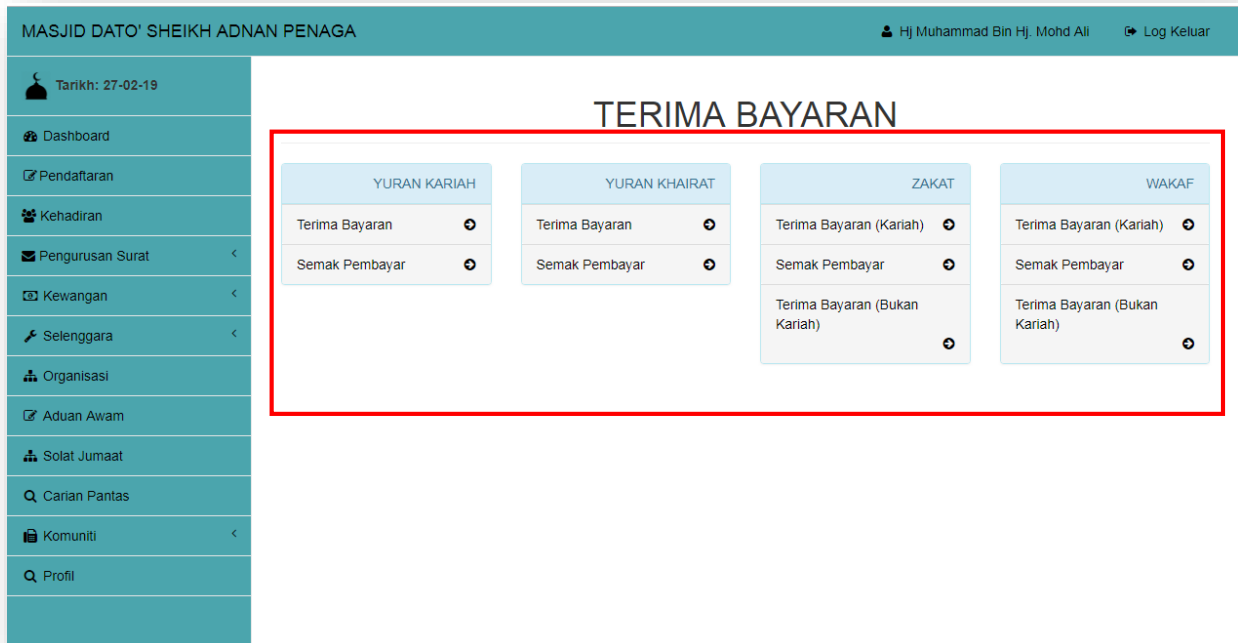 MASJID DATO' SHEIKH ADNAN PENAGA
Hj Muhammad Bin Hj. Mohd Ali
Log Keluar
Tarikh: 27-02-19
Dashboard
Pendaftaran
Kehadiran
Pengurusan Surat
Kewangan
Selenggara
Organisasi
Aduan Awam
Solat Jumaat
Carian Pantas
Komuniti
Profil
TERIMA BAYARAN
YURAN KARIAH
Terima Bayaran
Semak Pembayar
YURAN KHAIRAT
Terima Bayaran
Semak Pembayar
ZAKAT
Terima Bayaran (Kariah)
Semak Pembayar
Terima Bayaran (Bukan
Kariah)
WAKAF
Terima Bayaran (Kariah)
Semak Pembayar
Terima Bayaran (Bukan
Kariah)